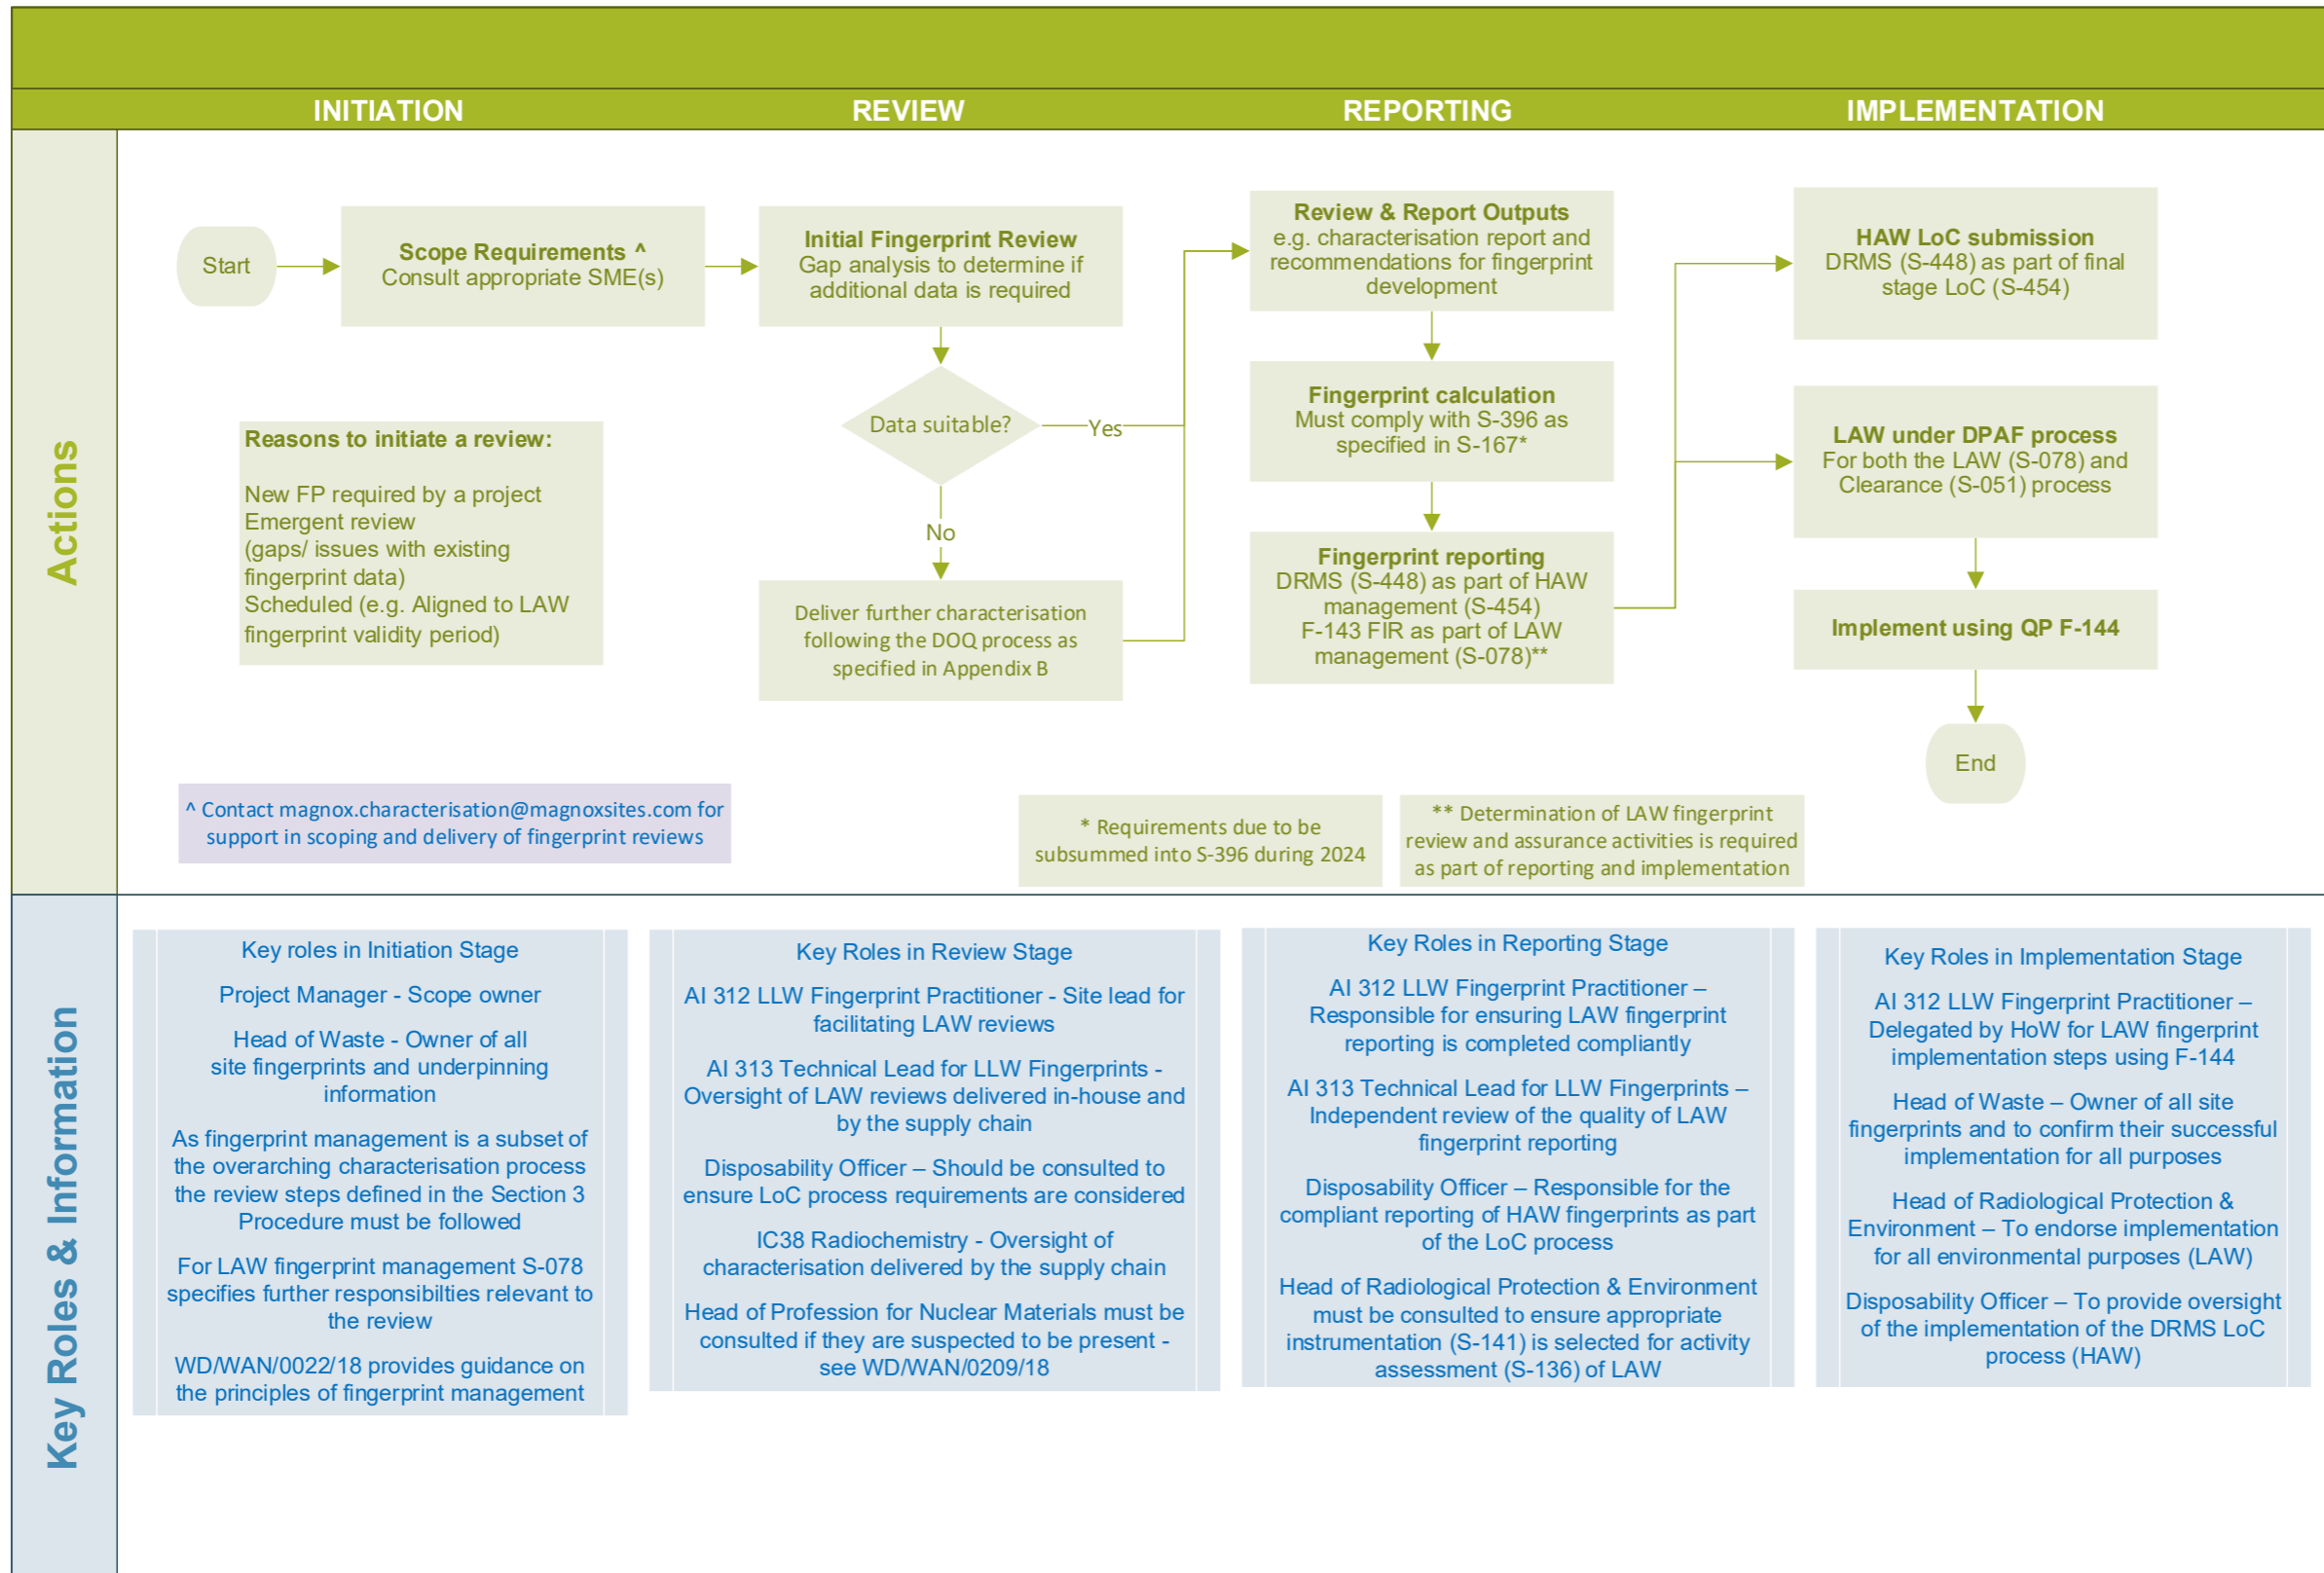 INITIATION
REVIEW
REPORTING
IMPLEMENTATION
Actions
Start
Scope Requirements ^
Consult appropriate SME(s)
Reasons to initiate a review:
New FP required by a project
Emergent review
(gaps/ issues with existing
fingerprint data)
Scheduled (e.g. Aligned to LAW
fingerprint validity period)
^ Contact magnox.characterisation@magnoxsites.com for
support in scoping and delivery of fingerprint reviews
Initial Fingerprint Review
Gap analysis to determine if
additional data is required
Data suitable?
Yes
No
Deliver further characterisation
following the DOQ process as
specified in Appendix B
Review & Report Outputs
e.g. characterisation report and
recommendations for fingerprint
development
Fingerprint calculation
Must comply with S-396 as
specified in S-167*
Fingerprint reporting
DRMS (S-448) as part of HAW
management (S-454)
F-143 FIR as part of LAW
management (S-078)**
* Requirements due to be
subsummed into S-396 during 2024
** Determination of LAW fingerprint
review and assurance activities is required
as part of reporting and implementation
HAW LoC submission
DRMS (S-448) as part of final
stage LoC (S-454)
LAW under DPAF process
For both the LAW (S-078) and
Clearance (S-051) process
Implement using QP F-144
End
Key Roles & Information
Key roles in Initiation Stage
Project Manager - Scope owner
Head of Waste - Owner of all
site fingerprints and underpinning
information
As fingerprint management is a subset of
the overarching characterisation process
the review steps defined in the Section 3
Procedure must be followed
For LAW fingerprint management S-078
specifies further responsibilties relevant to
the review
WD/WAN/0022/18 provides guidance on
the principles of fingerprint management
Key Roles in Review Stage
AI 312 LLW Fingerprint Practitioner - Site lead for
facilitating LAW reviews
AI 313 Technical Lead for LLW Fingerprints -
Oversight of LAW reviews delivered in-house and
by the supply chain
Disposability Officer – Should be consulted to
ensure LoC process requirements are considered
IC38 Radiochemistry - Oversight of
characterisation delivered by the supply chain
Head of Profession for Nuclear Materials must be
consulted if they are suspected to be present -
see WD/WAN/0209/18
Key Roles in Reporting Stage
AI 312 LLW Fingerprint Practitioner –
Responsible for ensuring LAW fingerprint
reporting is completed compliantly
AI 313 Technical Lead for LLW Fingerprints –
Independent review of the quality of LAW
fingerprint reporting
Disposability Officer – Responsible for the
compliant reporting of HAW fingerprints as part
of the LoC process
Head of Radiological Protection & Environment
must be consulted to ensure appropriate
instrumentation (S-141) is selected for activity
assessment (S-136) of LAW
Key Roles in Implementation Stage
AI 312 LLW Fingerprint Practitioner –
Delegated by HoW for LAW fingerprint
implementation steps using F-144
Head of Waste – Owner of all site
fingerprints and to confirm their successful
implementation for all purposes
Head of Radiological Protection &
Environment – To endorse implementation
for all environmental purposes (LAW)
Disposability Officer – To provide oversight
of the implementation of the DRMS LoC
process (HAW)